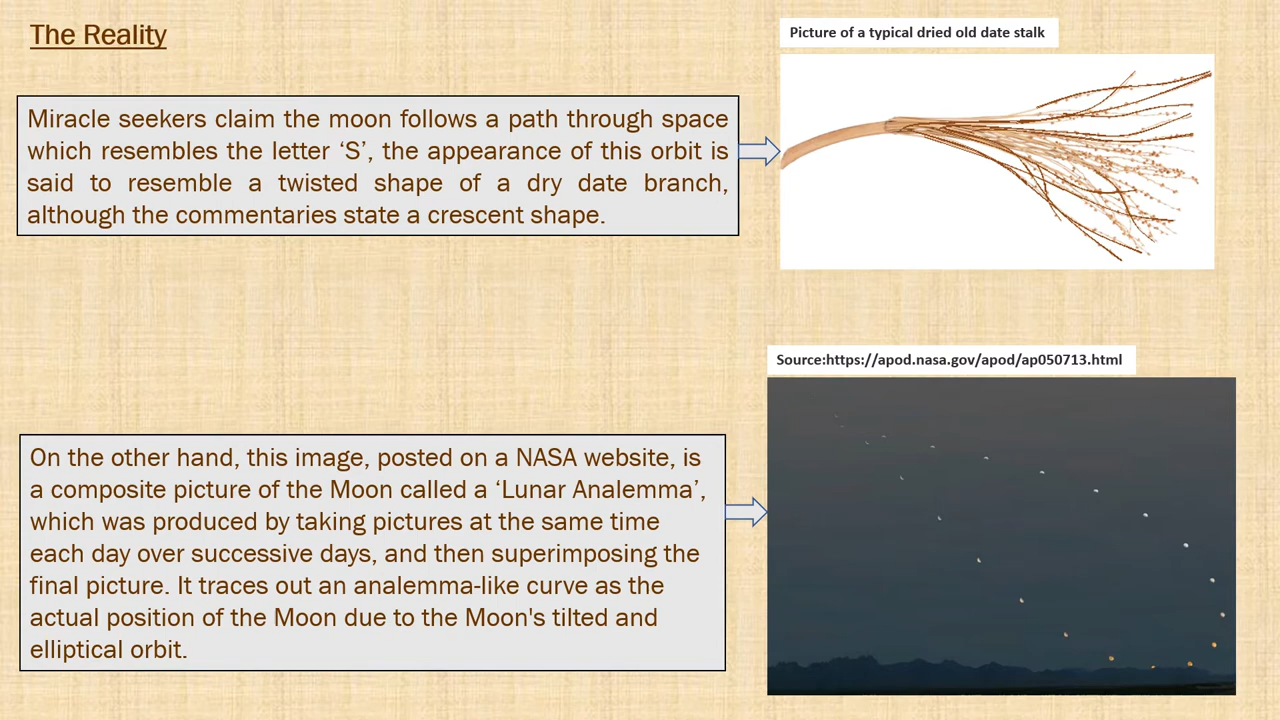 The Reality
Picture of a typical dried old date stalk
Miracle seekers claim the moon follows a path through space
which resembles the letter ‘S’, the appearance of this orbit is
said to resemble a twisted shape of a dry date branch,
although the commentaries state a crescent shape.
Source:https://apod.nasa.gov/apod/ap050713.html
On the other hand, this image, posted on a NASA website, is
a composite picture of the Moon called a ‘Lunar Analemma’,
which was produced by taking pictures at the same time
each day over successive days, and then superimposing the
final picture. It traces out an analemma-like curve as the
actual position of the Moon due to the Moon's tilted and
elliptical orbit.